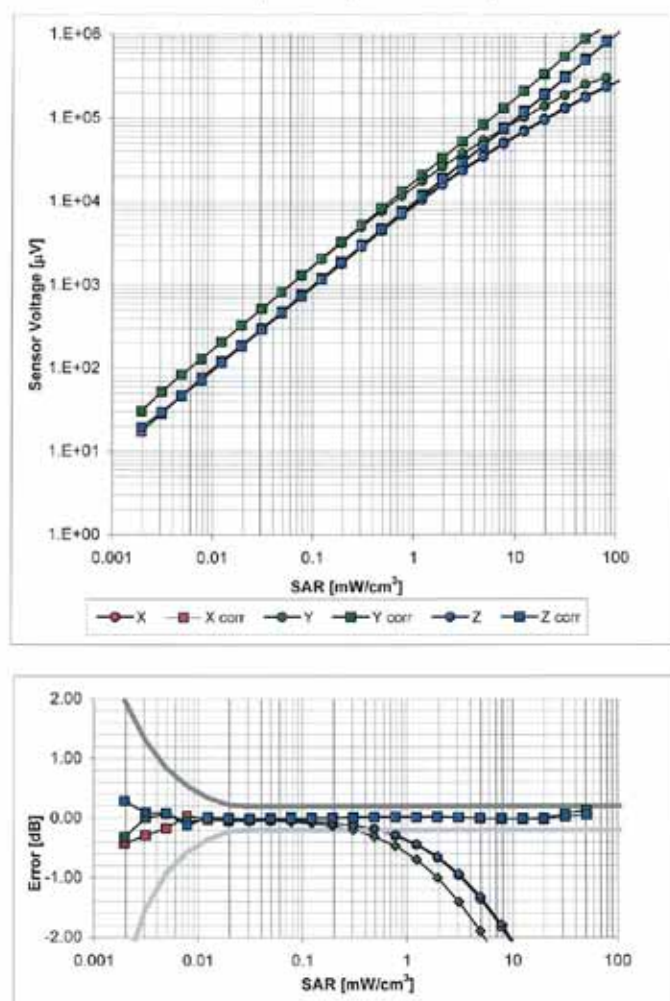 1.E+06
1.E+05
1.E+04
1.E+03
1.E+02
1.E+01
1.E+00
Sensor Voltage [µV]
0.001 0.01 0.1 1 10 100
SAR [mW/cm³]
X X corr Y Y corr Z Z corr
2.00
1.00
0.00
-1.00
-2.00
Error [dB]
0.001 0.01 0.1 1 10 100
SAR [mW/cm³]